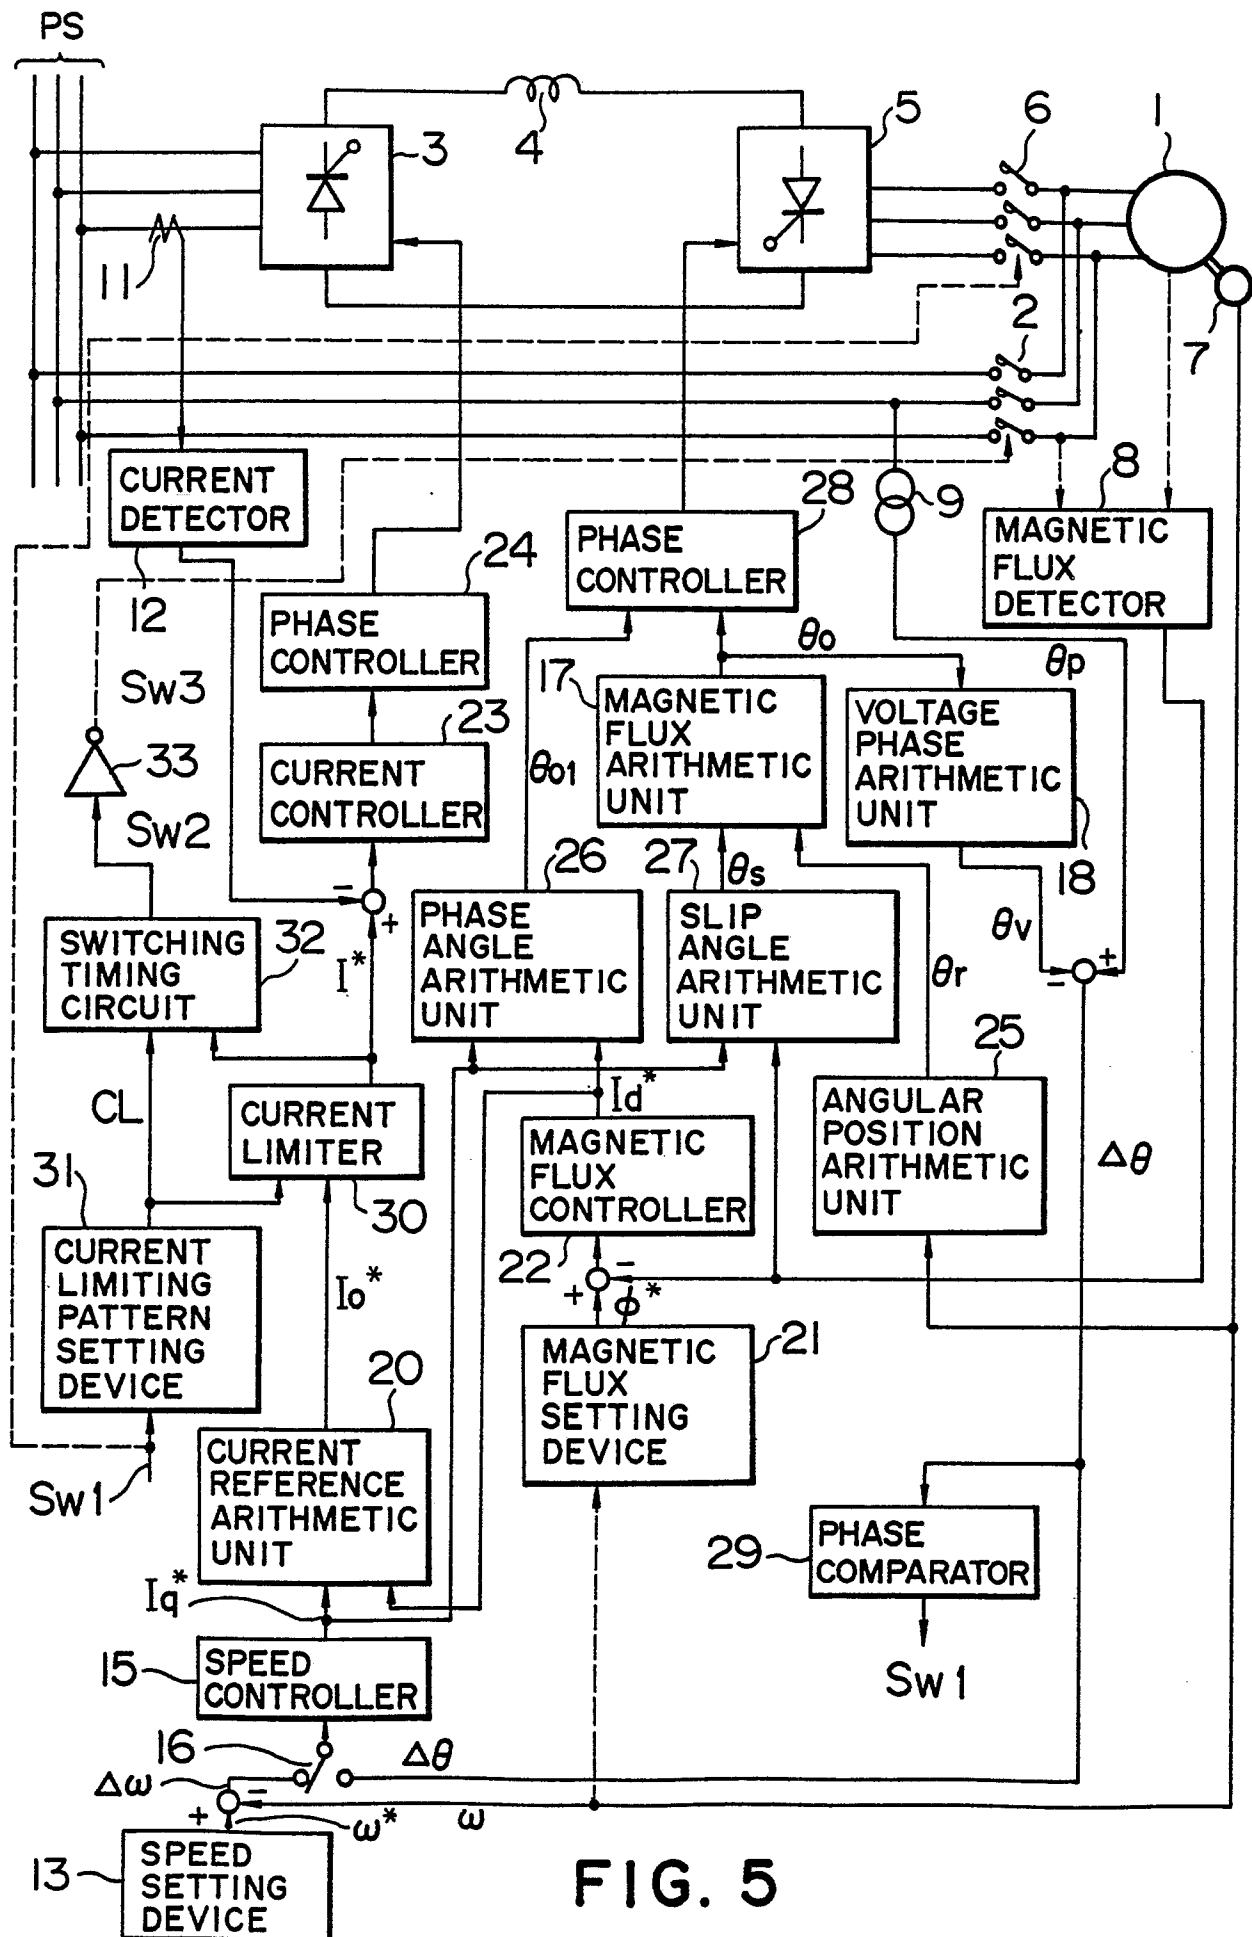 PS
3
4
5
6
1
11
2
7
CURRENT
DETECTOR
12
24
28
9
8
PHASE
CONTROLLER
MAGNETIC
FLUX
DETECTOR
PHASE
CONTROLLER
θo
θp
Sw3
17
MAGNETIC
FLUX
ARITHMETIC
UNIT
VOLTAGE
PHASE
ARITHMETIC
UNIT
23
33
CURRENT
CONTROLLER
θo1
Sw2
26
27
θs
18
-
+
PHASE
ANGLE
ARITHMETIC
UNIT
SLIP
ANGLE
ARITHMETIC
UNIT
θv
SWITCHING
TIMING
CIRCUIT
32
I*
θr
+
-
25
CL
CURRENT
LIMITER
Id*
MAGNETIC
FLUX
CONTROLLER
ANGULAR
POSITION
ARITHMETIC
UNIT
Δθ
31
30
CURRENT
LIMITING
PATTERN
SETTING
DEVICE
22
-
+
ϕ*
Io*
21
MAGNETIC
FLUX
SETTING
DEVICE
20
CURRENT
REFERENCE
ARITHMETIC
UNIT
Sw1
29
PHASE
COMPARATOR
Iq*
15
SPEED
CONTROLLER
Sw1
16
Δθ
Δω
-
+
ω*
ω
13
SPEED
SETTING
DEVICE
FIG. 5